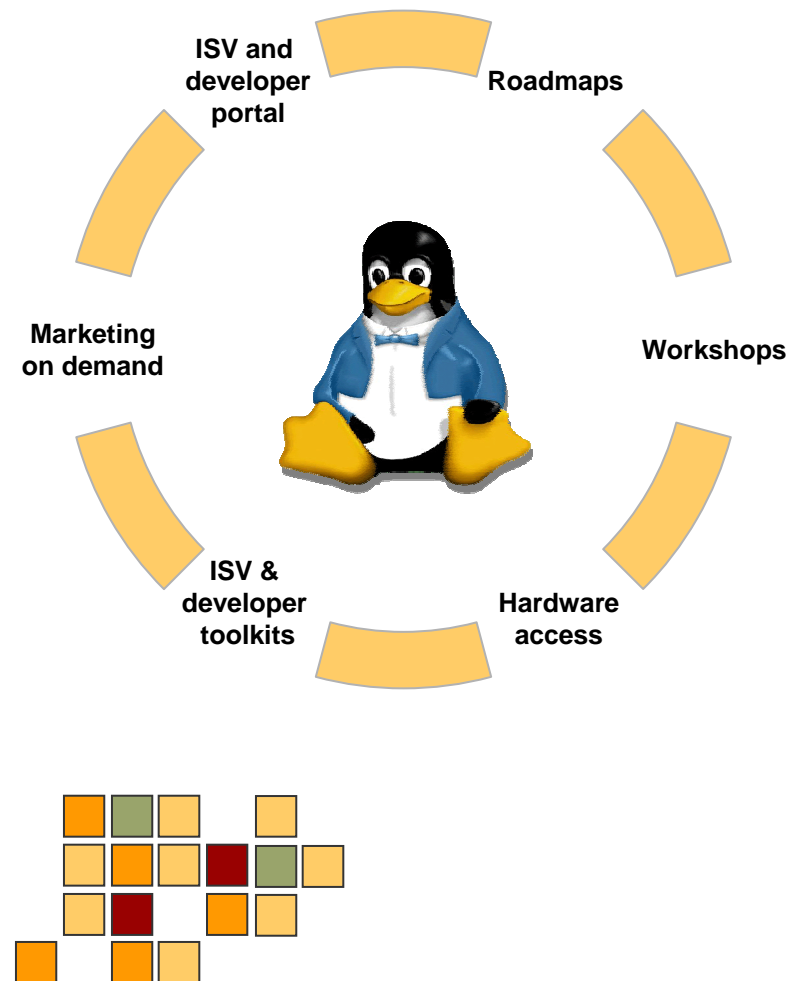 ISV and
developer
portal
Roadmaps
Marketing
on demand
Workshops
ISV &
developer
toolkits
Hardware
access